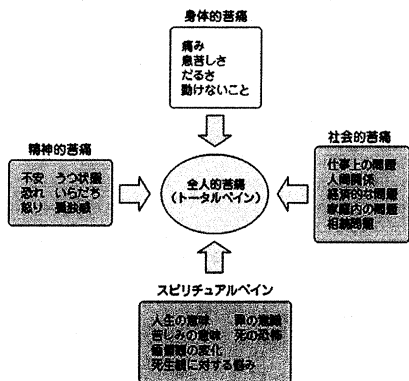 身体的苦痛
痛み
息苦しさ
だるさ
動けないこと
精神的苦痛
不安 うつ状態
恐れ いらだち
怒り 孤独感
全人的苦痛
(トータルペイン)
社会的苦痛
仕事上の問題
人間関係
経済的な問題
家庭内の問題
相続問題
スピリチュアルペイン
人生の意味 罪の意識
苦しみの意味 死の恐怖
価値観の変化
死生観に対する悩み